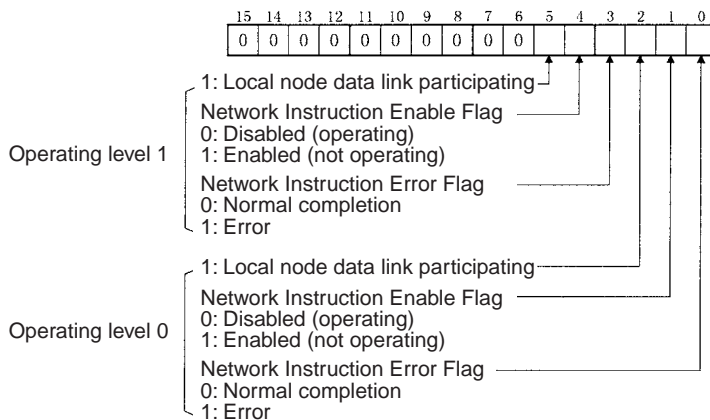 15 14 13 12 11 10 9 8 7 6 5 4 3 2 1 0
0 0 0 0 0 0 0 0 0 0
1: Local node data link participating
Network Instruction Enable Flag
0: Disabled (operating)
Operating level 1
1: Enabled (not operating)
Network Instruction Error Flag
0: Normal completion
1: Error
1: Local node data link participating
Network Instruction Enable Flag
0: Disabled (operating)
Operating level 0
1: Enabled (not operating)
Network Instruction Error Flag
0: Normal completion
1: Error